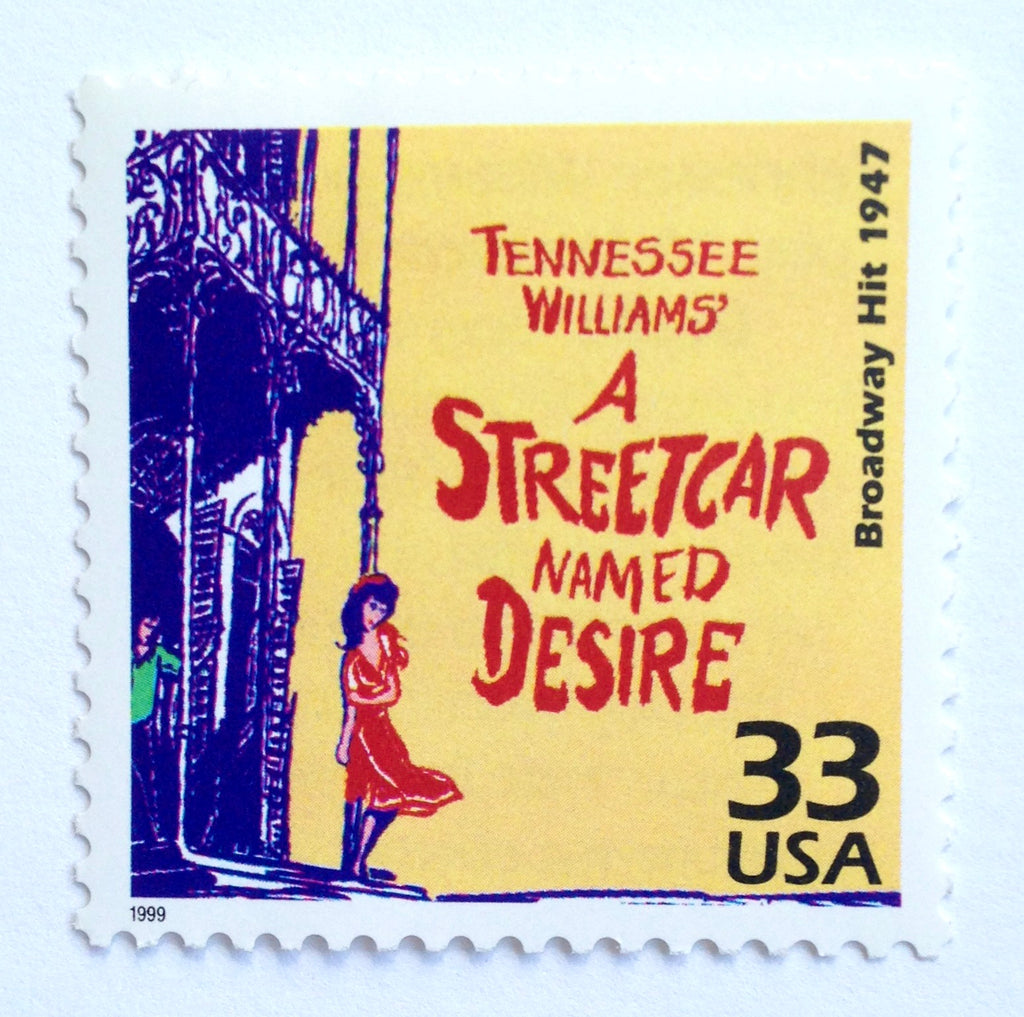 TENNESSEE
WILLIAMS'
A
STREETCAR
NAMED
DESIRE
Broadway Hit 1947
33
USA
1999